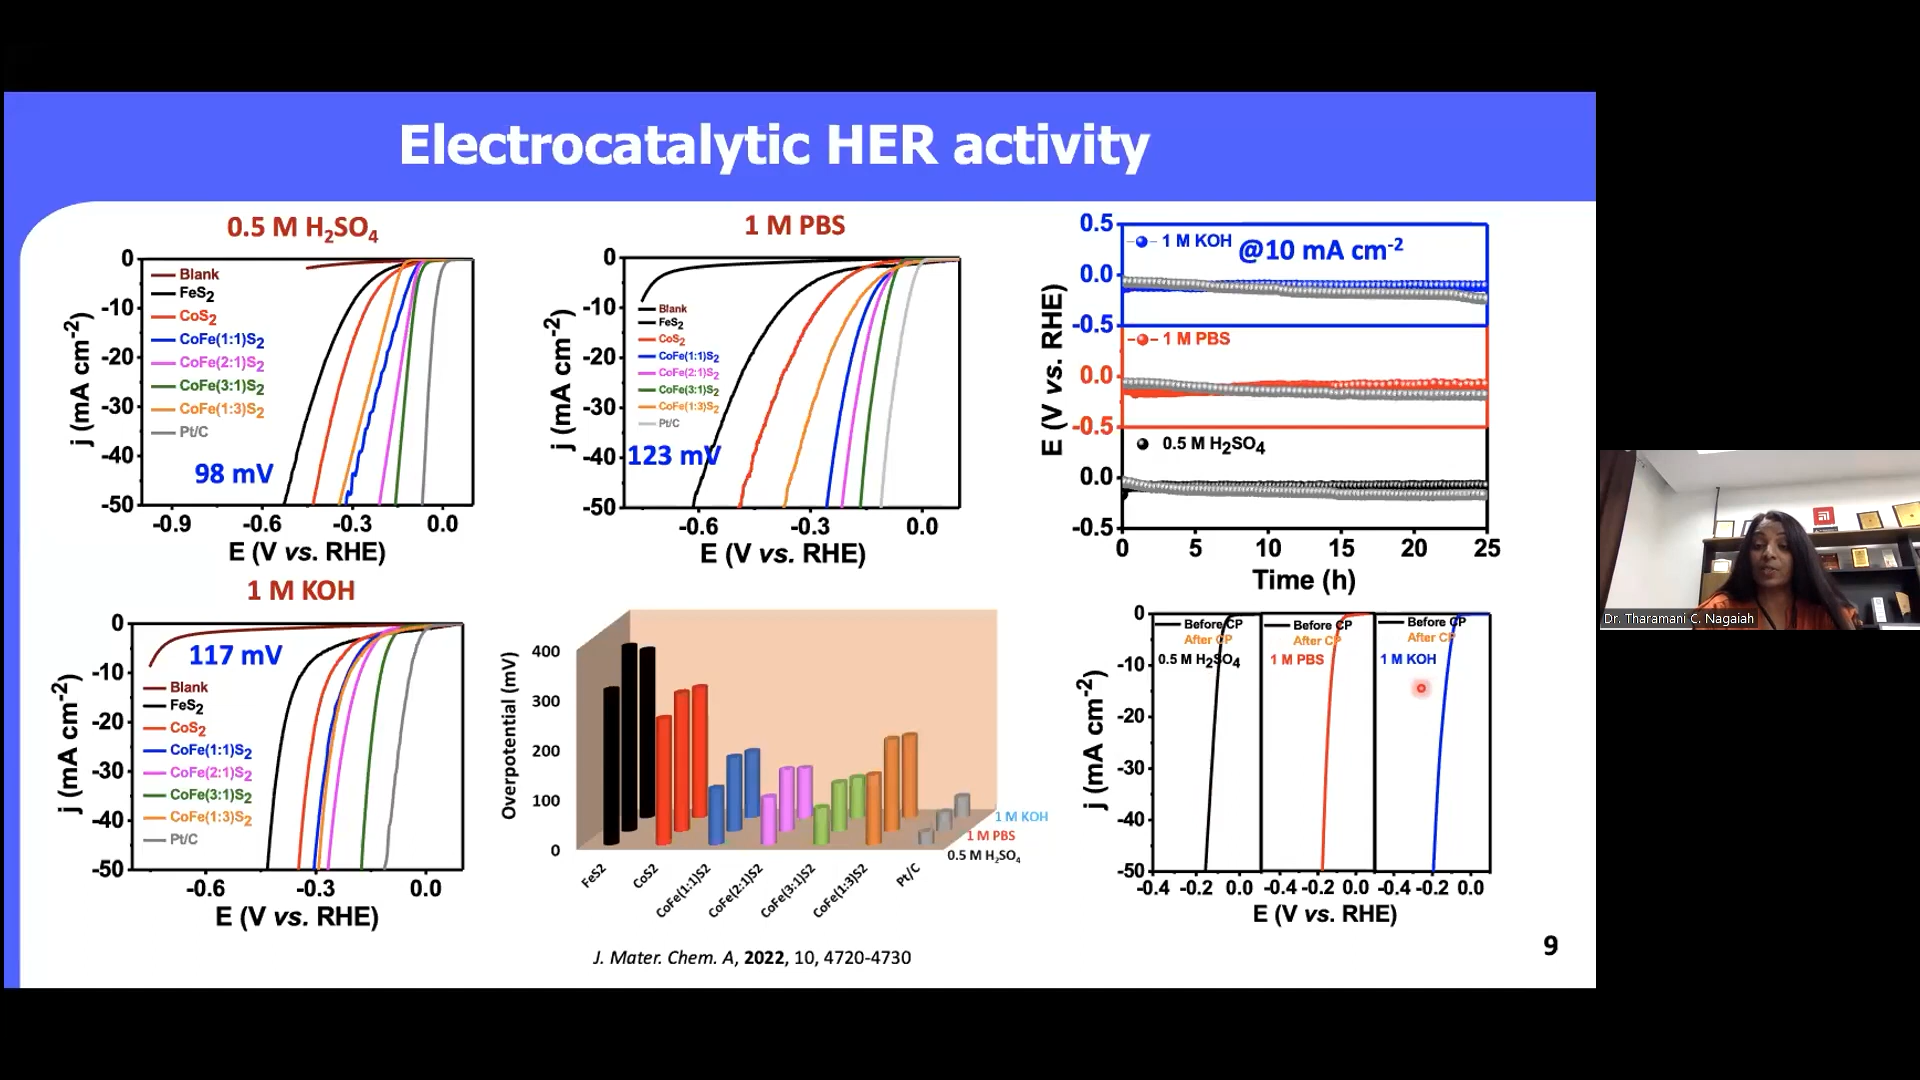 Electrocatalytic HER activity
0.5 M H₂SO₄
0
-10
-20
-30
-40
-50
j (mA cm⁻²)
Blank
FeS₂
CoS₂
CoFe(1:1)S₂
CoFe(2:1)S₂
CoFe(3:1)S₂
CoFe(1:3)S₂
Pt/C
98 mV
-0.9 -0.6 -0.3 0.0
E (V vs. RHE)
1 M PBS
0
-10
-20
-30
-40
-50
j (mA cm⁻²)
Blank
FeS₂
CoS₂
CoFe(1:1)S₂
CoFe(2:1)S₂
CoFe(3:1)S₂
CoFe(1:3)S₂
Pt/C
123 mV
-0.6 -0.3 0.0
E (V vs. RHE)
0.5
0.0
-0.5
0.0
-0.5
0.0
-0.5
E (V vs. RHE)
1 M KOH
@10 mA cm⁻²
1 M PBS
0.5 M H₂SO₄
0 5 10 15 20 25
Time (h)
1 M KOH
0
-10
-20
-30
-40
-50
j (mA cm⁻²)
117 mV
Blank
FeS₂
CoS₂
CoFe(1:1)S₂
CoFe(2:1)S₂
CoFe(3:1)S₂
CoFe(1:3)S₂
Pt/C
-0.6 -0.3 0.0
E (V vs. RHE)
400
300
200
100
0
Overpotential (mV)
FeS2
CoS2
CoFe(1:1)S2
CoFe(2:1)S2
CoFe(3:1)S2
CoFe(1:3)S2
Pt/C
1 M KOH
1 M PBS
0.5 M H₂SO₄
0
-10
-20
-30
-40
-50
j (mA cm⁻²)
Before CP
After CP
0.5 M H₂SO₄
Before CP
After CP
1 M PBS
Before CP
After CP
1 M KOH
-0.4 -0.2 0.0 -0.4 -0.2 0.0 -0.4 -0.2 0.0
E (V vs. RHE)
J. Mater. Chem. A, 2022, 10, 4720-4730
9
Dr. Tharamani C. Nagaiah